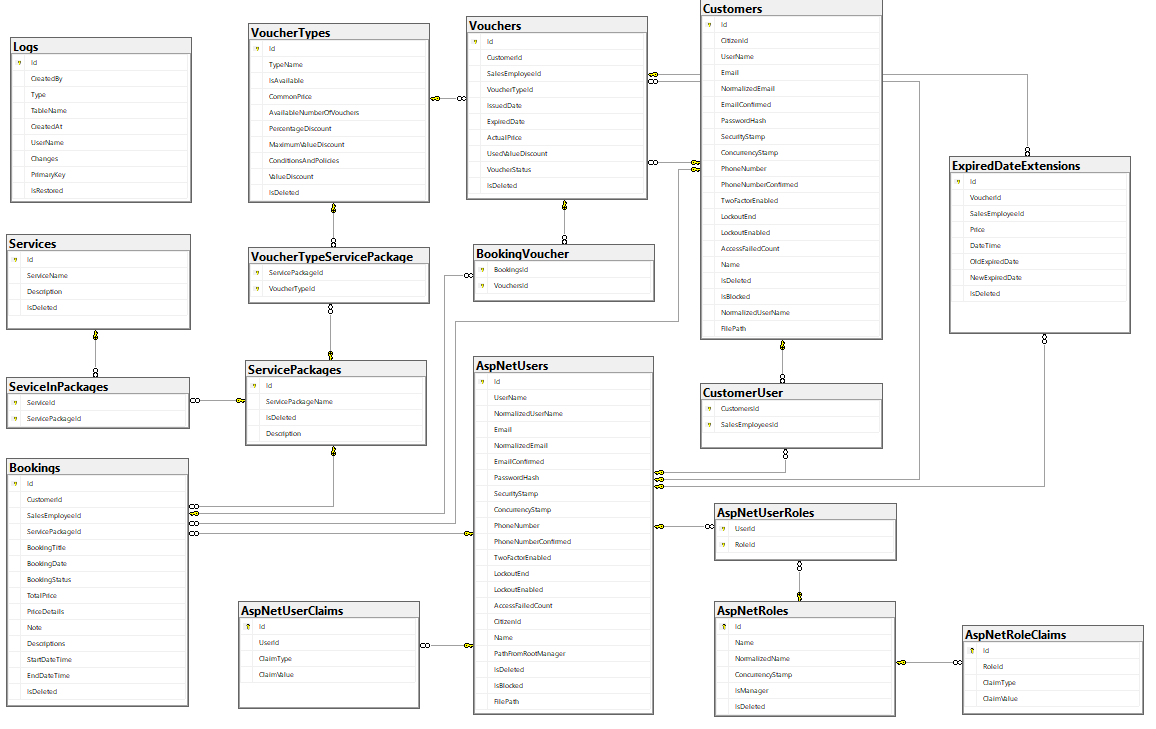 Logs
Id
CreatedBy
Type
TableName
CreatedAt
UserName
Changes
PrimaryKey
IsRestored
VoucherTypes
Id
TypeName
IsAvailable
CommonPrice
AvailableNumberOfVouchers
PercentageDiscount
MaximumValueDiscount
ConditionsAndPolicies
ValueDiscount
IsDeleted
Vouchers
Id
CustomerId
SalesEmployeeId
VoucherTypeId
IssuedDate
ExpiredDate
ActualPrice
UsedValueDiscount
VoucherStatus
IsDeleted
Customers
Id
CitizenId
UserName
Email
NormalizedEmail
EmailConfirmed
PasswordHash
SecurityStamp
ConcurrencyStamp
PhoneNumber
PhoneNumberConfirmed
TwoFactorEnabled
LockoutEnd
LockoutEnabled
AccessFailedCount
Name
IsDeleted
IsBlocked
NormalizedUserName
FilePath
ExpiredDateExtensions
Id
VoucherId
SalesEmployeeId
Price
DateTime
OldExpiredDate
NewExpiredDate
IsDeleted
Services
Id
ServiceName
Description
IsDeleted
VoucherTypeServicePackage
ServicePackageId
VoucherTypeId
BookingVoucher
BookingsId
VouchersId
SeviceInPackages
ServiceId
ServicePackageId
ServicePackages
Id
ServicePackageName
IsDeleted
Description
AspNetUsers
Id
UserName
NormalizedUserName
Email
NormalizedEmail
EmailConfirmed
PasswordHash
SecurityStamp
ConcurrencyStamp
PhoneNumber
PhoneNumberConfirmed
TwoFactorEnabled
LockoutEnd
LockoutEnabled
AccessFailedCount
CitizenId
Name
PathFromRootManager
IsDeleted
IsBlocked
FilePath
CustomerUser
CustomersId
SalesEmployeesId
Bookings
Id
CustomerId
SalesEmployeeId
ServicePackageId
BookingTitle
BookingDate
BookingStatus
TotalPrice
PriceDetails
Note
Descriptions
StartDateTime
EndDateTime
IsDeleted
AspNetUserRoles
UserId
RoleId
AspNetUserClaims
Id
UserId
ClaimType
ClaimValue
AspNetRoles
Id
Name
NormalizedName
ConcurrencyStamp
IsManager
IsDeleted
AspNetRoleClaims
Id
RoleId
ClaimType
ClaimValue